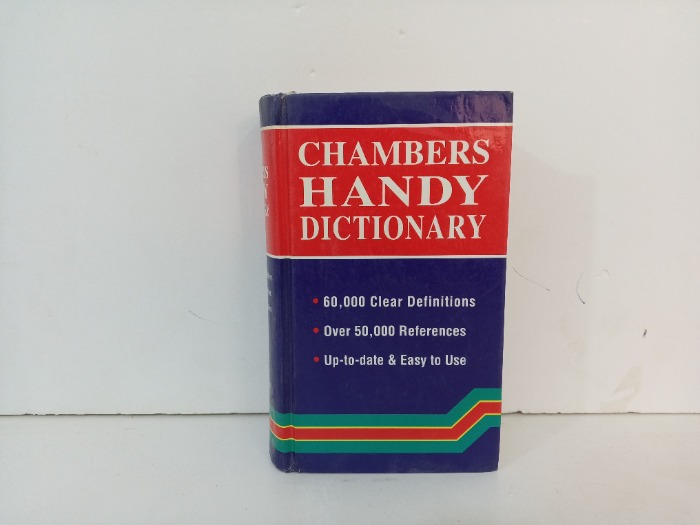 CHAMBERS
HANDY
DICTIONARY
• 60,000 Clear Definitions
• Over 50,000 References
• Up-to-date & Easy to Use